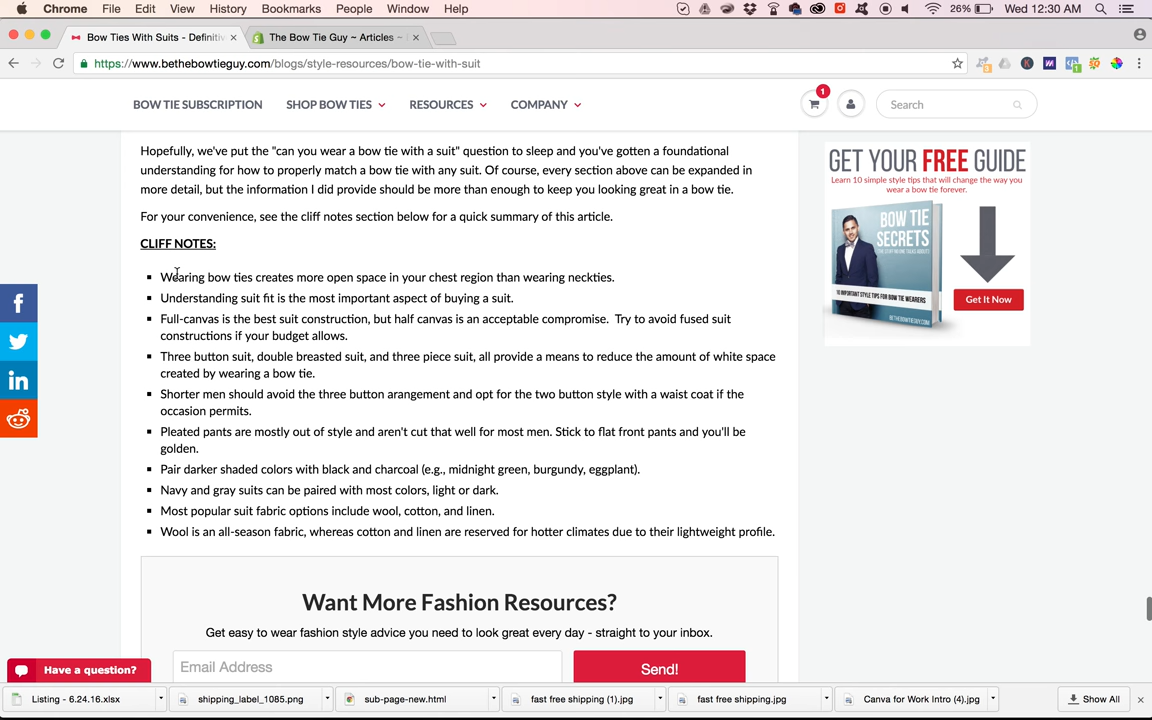 Chrome File Edit View History Bookmarks People Window Help 26% Wed 12:30 AM
Bow Ties With Suits - Definitiv The Bow Tie Guy ~ Articles ~
https://www.bethebowtieguy.com/blogs/style-resources/bow-tie-with-suit
BOW TIE SUBSCRIPTION SHOP BOW TIES RESOURCES COMPANY 1 Search
Hopefully, we've put the "can you wear a bow tie with a suit" question to sleep and you've gotten a foundational
understanding for how to properly match a bow tie with any suit. Of course, every section above can be expanded in
more detail, but the information I did provide should be more than enough to keep you looking great in a bow tie.
For your convenience, see the cliff notes section below for a quick summary of this article.
CLIFF NOTES:
Wearing bow ties creates more open space in your chest region than wearing neckties.
Understanding suit fit is the most important aspect of buying a suit.
Full-canvas is the best suit construction, but half canvas is an acceptable compromise. Try to avoid fused suit
constructions if your budget allows.
Three button suit, double breasted suit, and three piece suit, all provide a means to reduce the amount of white space
created by wearing a bow tie.
Shorter men should avoid the three button arangement and opt for the two button style with a waist coat if the
occasion permits.
Pleated pants are mostly out of style and aren't cut that well for most men. Stick to flat front pants and you'll be
golden.
Pair darker shaded colors with black and charcoal (e.g., midnight green, burgundy, eggplant).
Navy and gray suits can be paired with most colors, light or dark.
Most popular suit fabric options include wool, cotton, and linen.
Wool is an all-season fabric, whereas cotton and linen are reserved for hotter climates due to their lightweight profile.
GET YOUR FREE GUIDE
Learn 10 simple style tips that will change the way you
wear a bow tie forever.
BOW TIE
SECRETS
10 IMPORTANT STYLE TIPS FOR BOW TIE WEARERS
BETHEBOWTIEGUY.COM
Get It Now
Want More Fashion Resources?
Get easy to wear fashion style advice you need to look great every day - straight to your inbox.
Email Address Send!
Have a question?
Listing - 6.24.16.xlsx shipping_label_1085.png sub-page-new.html fast free shipping (1).jpg fast free shipping.jpg Canva for Work Intro (4).jpg Show All